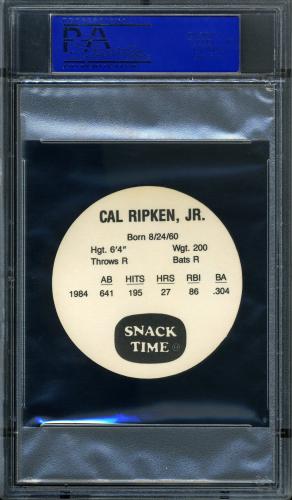 PSA
CAL RIPKEN, JR.
Born 8/24/60
Hgt. 6'4" Wgt. 200
Throws R Bats R
AB HITS HRS RBI BA
1984 641 195 27 86 .304
SNACK
TIME